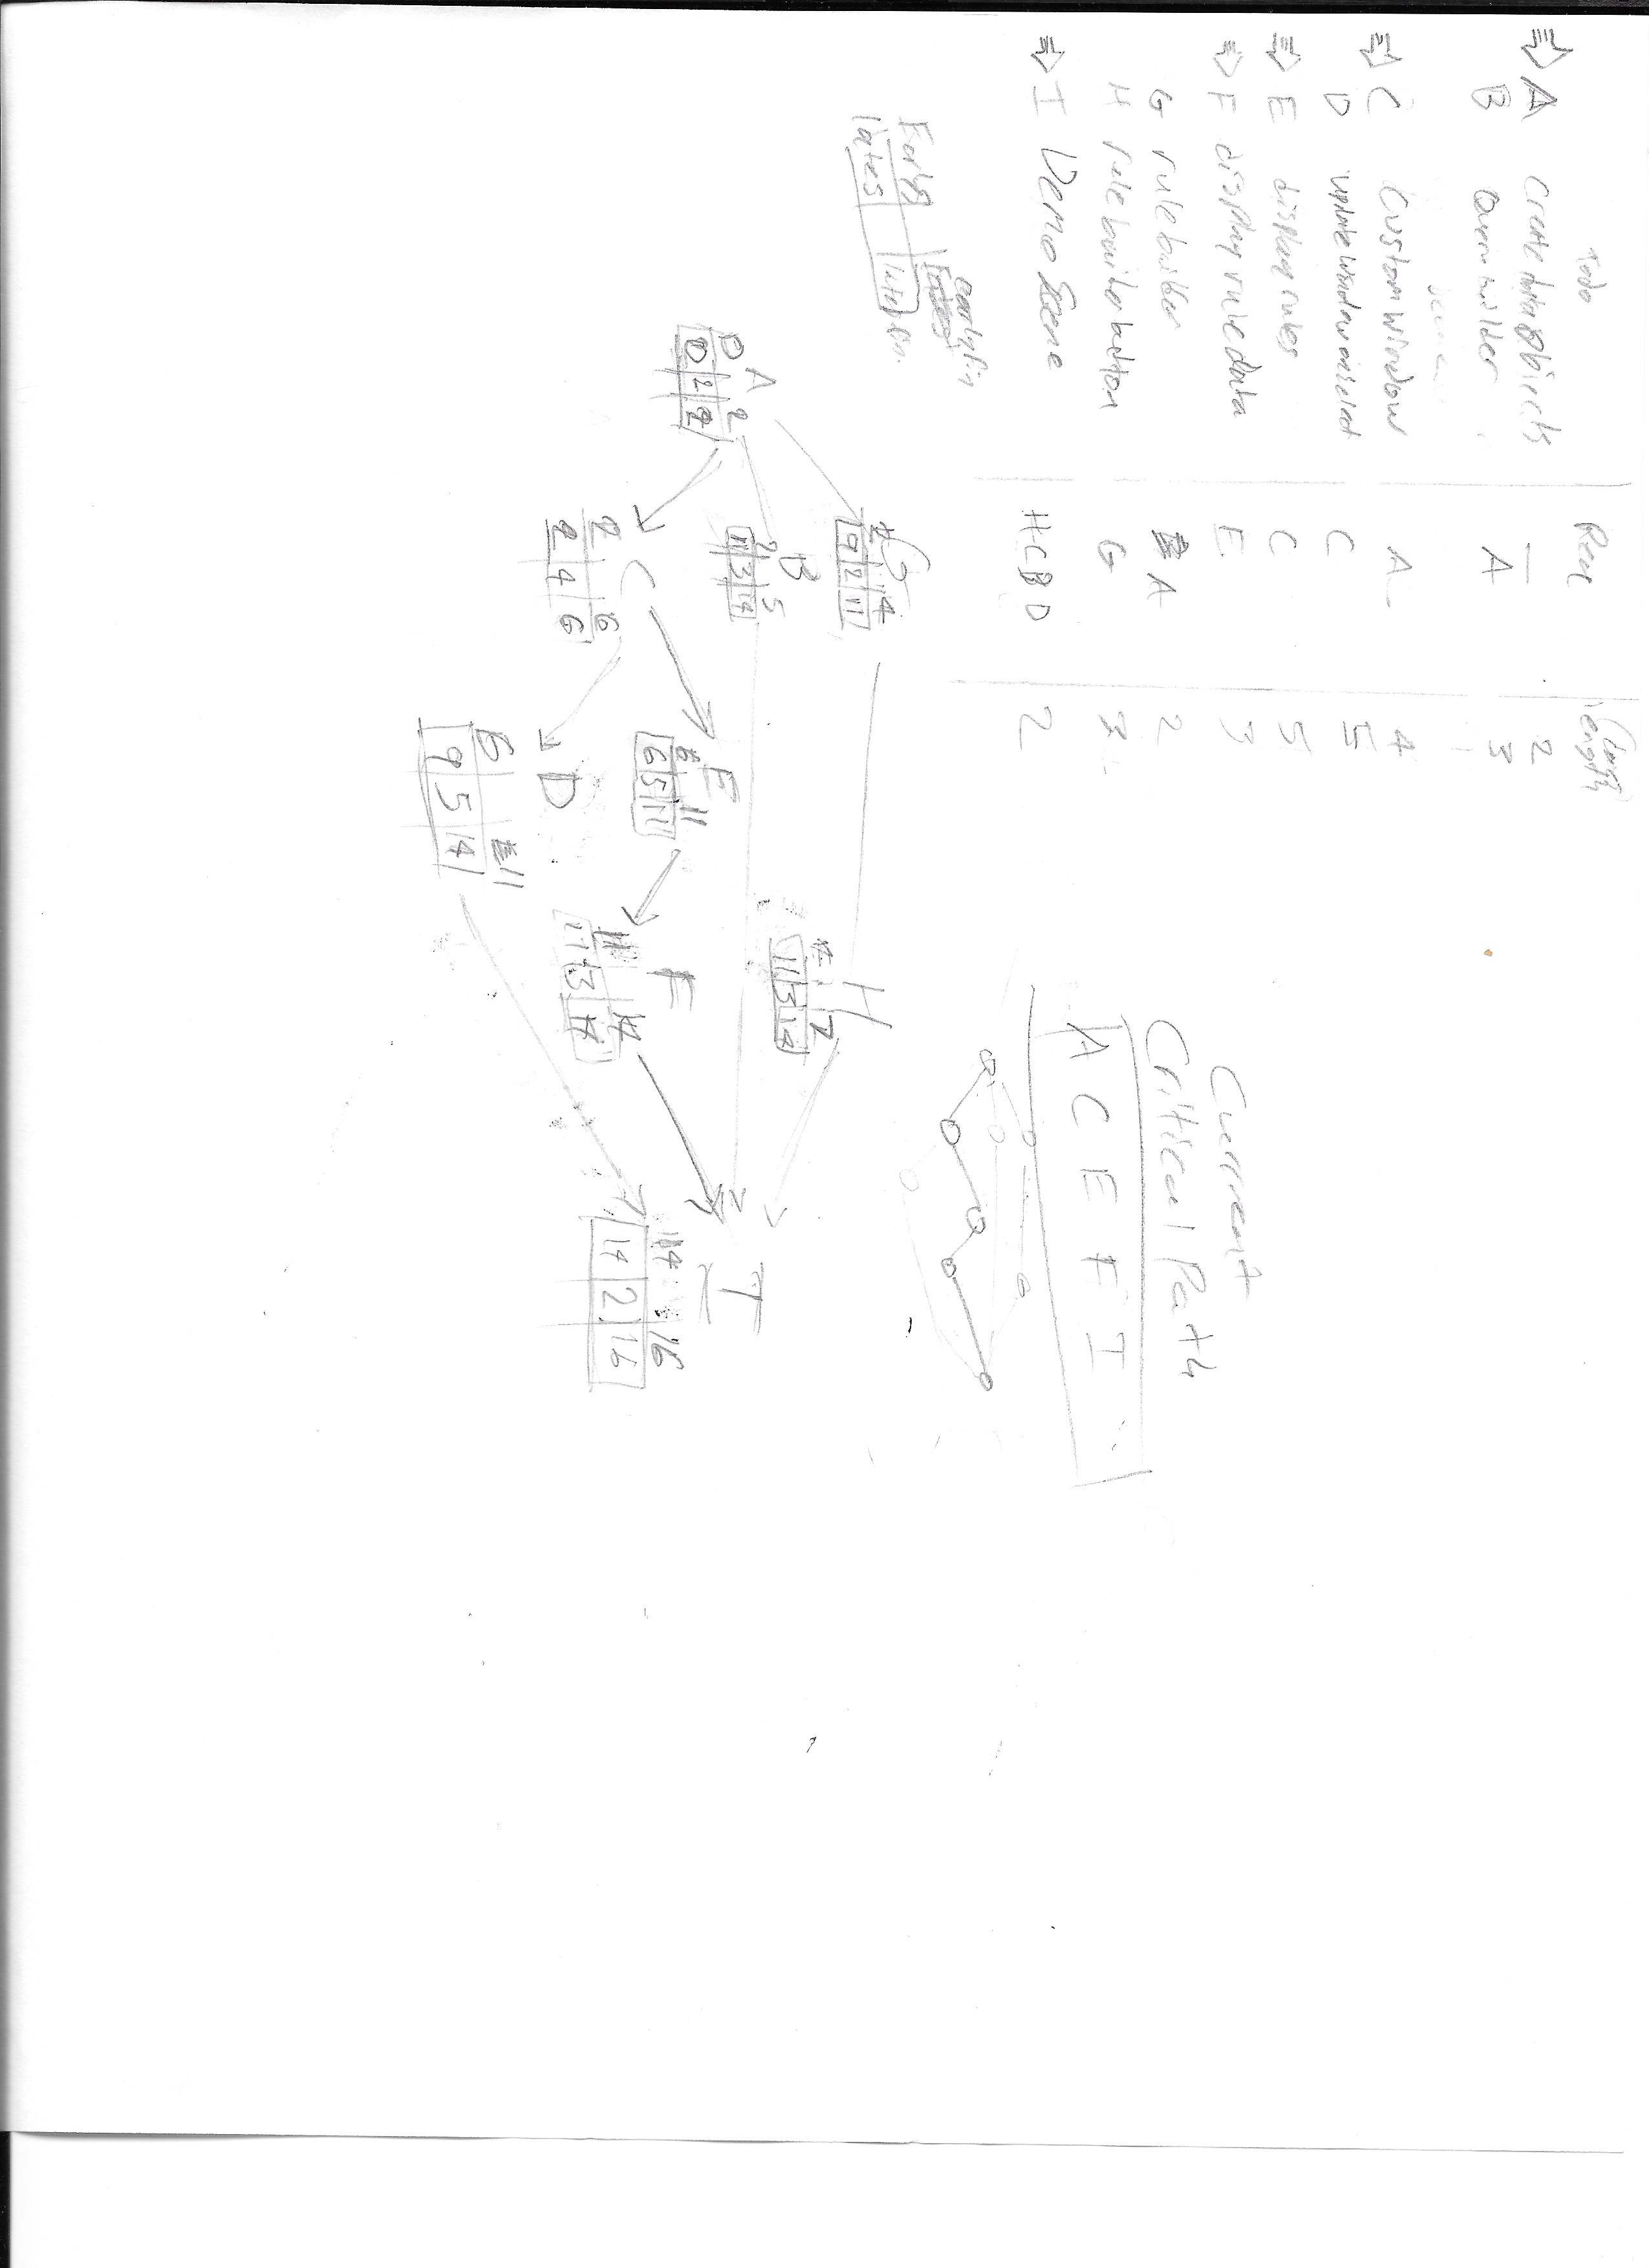 Todo Req length
A Create data objects — 2
B Query builder A 3
1
C Custom Window A 4
D update window on select C 5
E display rules C 5
F display rule data E 3
G rule builder A 2
H rule builder button G 3
I Demo Scene H C B D 2
Current
Critical Path
A C E F I
early fin
Early S
late S late fin
G
2 4
9 2 11
H
4 7
11 3 14
B
2 5
11 3 14
A
0 2
0 2 2
I
14 16
14 2 16
E
6 11
6 5 11
F
11 14
11 3 14
C
2 6
2 4 6
D
6 11
9 5 14